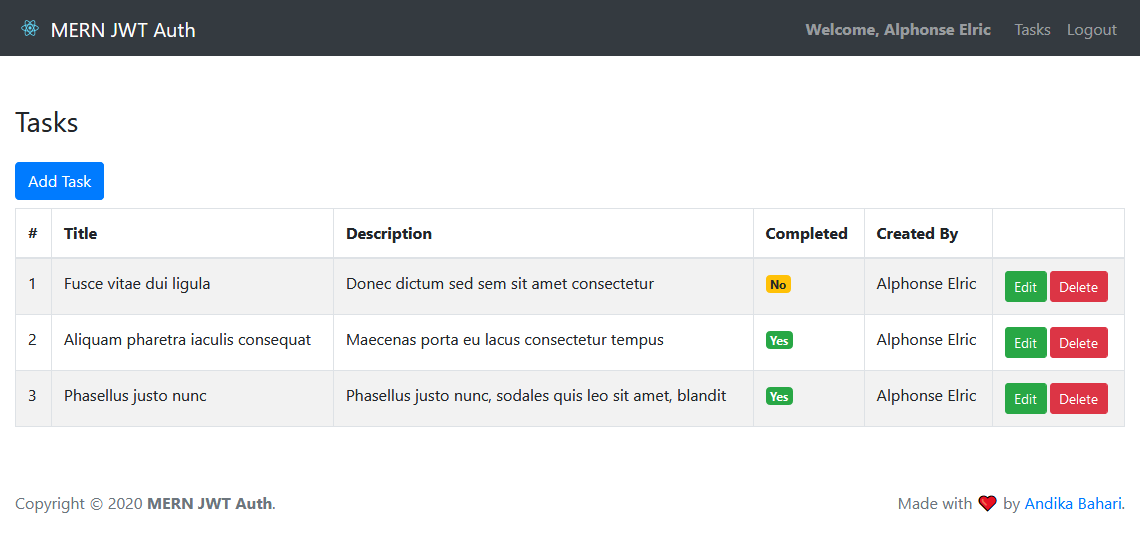 MERN JWT Auth
Welcome, Alphonse Elric Tasks Logout
Tasks
Add Task
# Title Description Completed Created By
1 Fusce vitae dui ligula Donec dictum sed sem sit amet consectetur No Alphonse Elric Edit Delete
2 Aliquam pharetra iaculis consequat Maecenas porta eu lacus consectetur tempus Yes Alphonse Elric Edit Delete
3 Phasellus justo nunc Phasellus justo nunc, sodales quis leo sit amet, blandit Yes Alphonse Elric Edit Delete
Copyright © 2020 MERN JWT Auth.
Made with ❤️ by Andika Bahari.